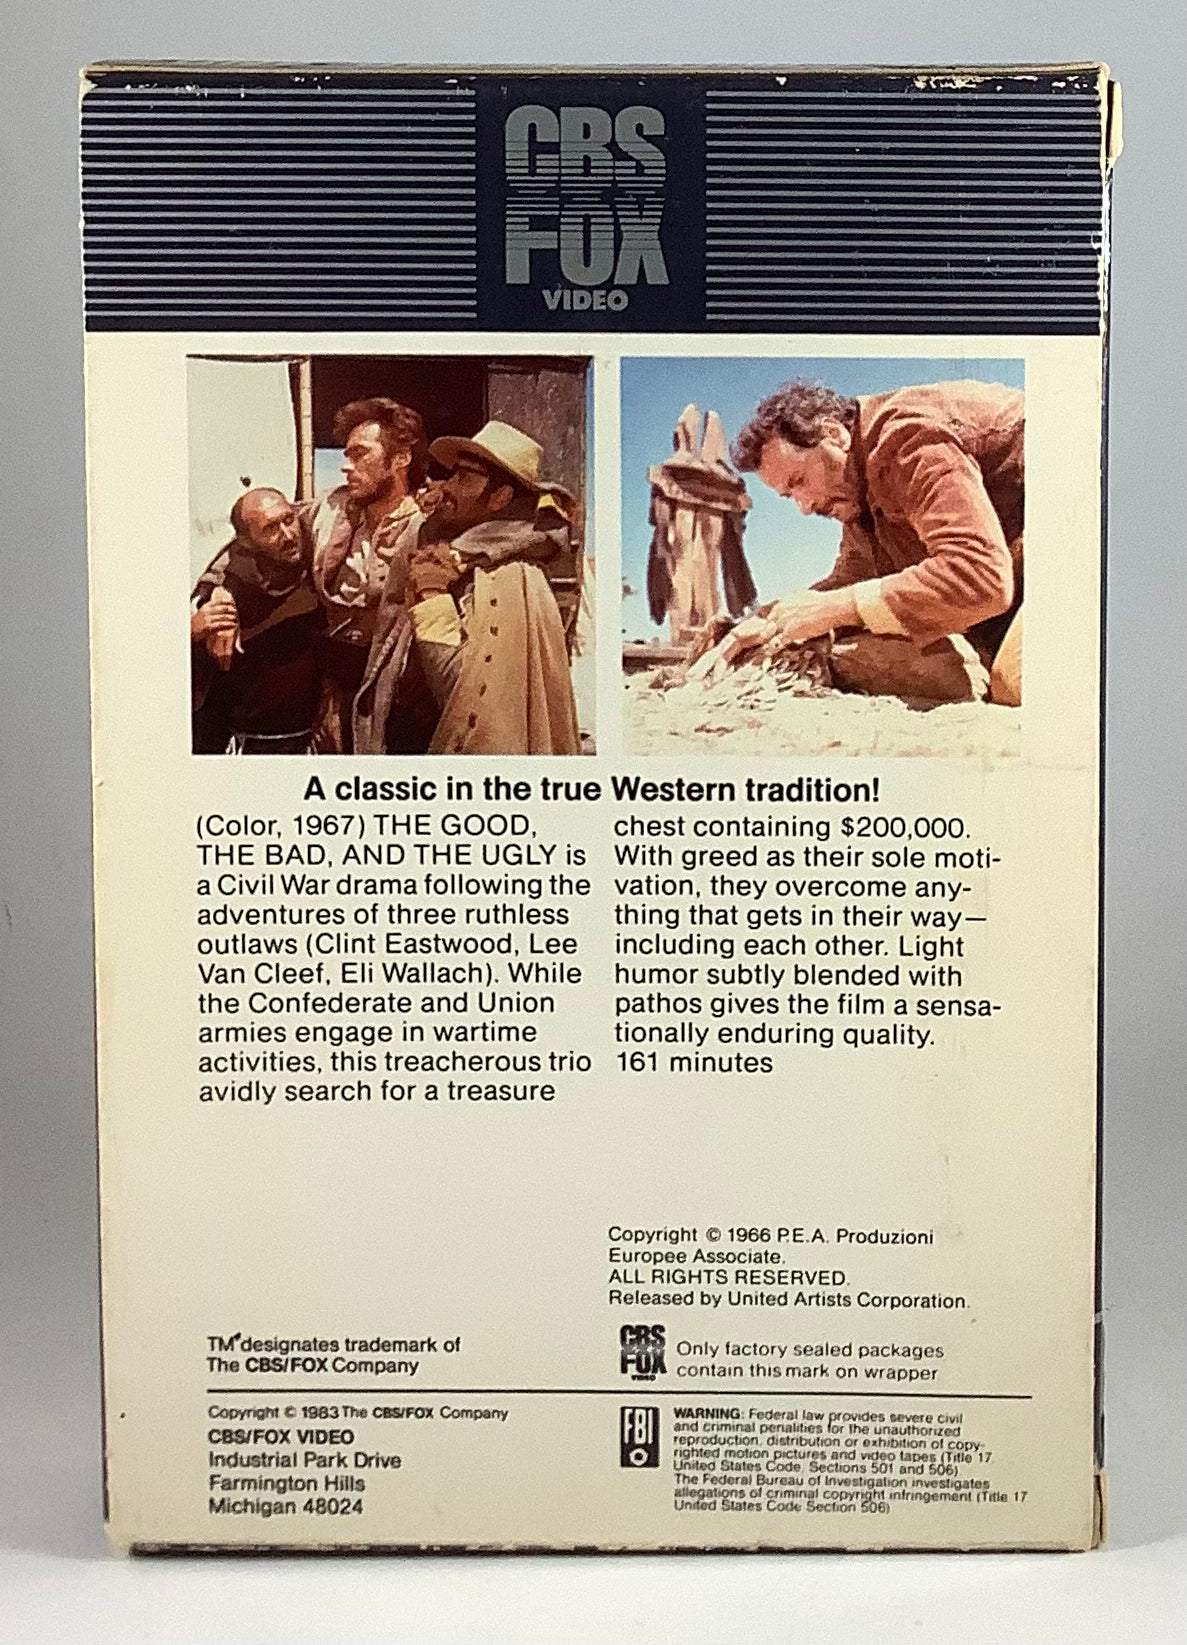 CBS
FOX
VIDEO
A classic in the true Western tradition!
(Color, 1967) THE GOOD,
THE BAD, AND THE UGLY is
a Civil War drama following the
adventures of three ruthless
outlaws (Clint Eastwood, Lee
Van Cleef, Eli Wallach). While
the Confederate and Union
armies engage in wartime
activities, this treacherous trio
avidly search for a treasure
chest containing $200,000.
With greed as their sole moti-
vation, they overcome any-
thing that gets in their way—
including each other. Light
humor subtly blended with
pathos gives the film a sensa-
tionally enduring quality.
161 minutes
Copyright © 1966 P.E.A. Produzioni
Europee Associate.
ALL RIGHTS RESERVED.
Released by United Artists Corporation.
TM designates trademark of
The CBS/FOX Company
CBS
FOX
VIDEO
Only factory sealed packages
contain this mark on wrapper
Copyright © 1983 The CBS/FOX Company
CBS/FOX VIDEO
Industrial Park Drive
Farmington Hills
Michigan 48024
FBI
WARNING: Federal law provides severe civil
and criminal penalities for the unauthorized
reproduction, distribution or exhibition of copy-
righted motion pictures and video tapes (Title 17,
United States Code, Sections 501 and 506)
The Federal Bureau of Investigation investigates
allegations of criminal copyright infringement (Title 17
United States Code Section 506)